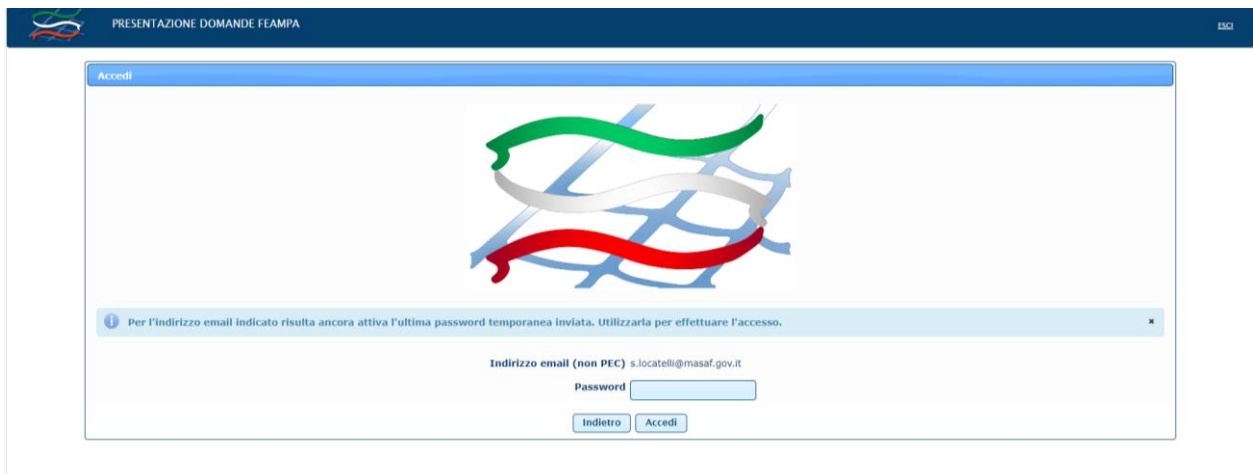 PRESENTAZIONE DOMANDE FEAMPA
ESCI
Accedi
Per l'indirizzo email indicato risulta ancora attiva l'ultima password temporanea inviata. Utilizzarla per effettuare l'accesso.
Indirizzo email (non PEC) s.locatelli@masaf.gov.it
Password
Indietro Accedi